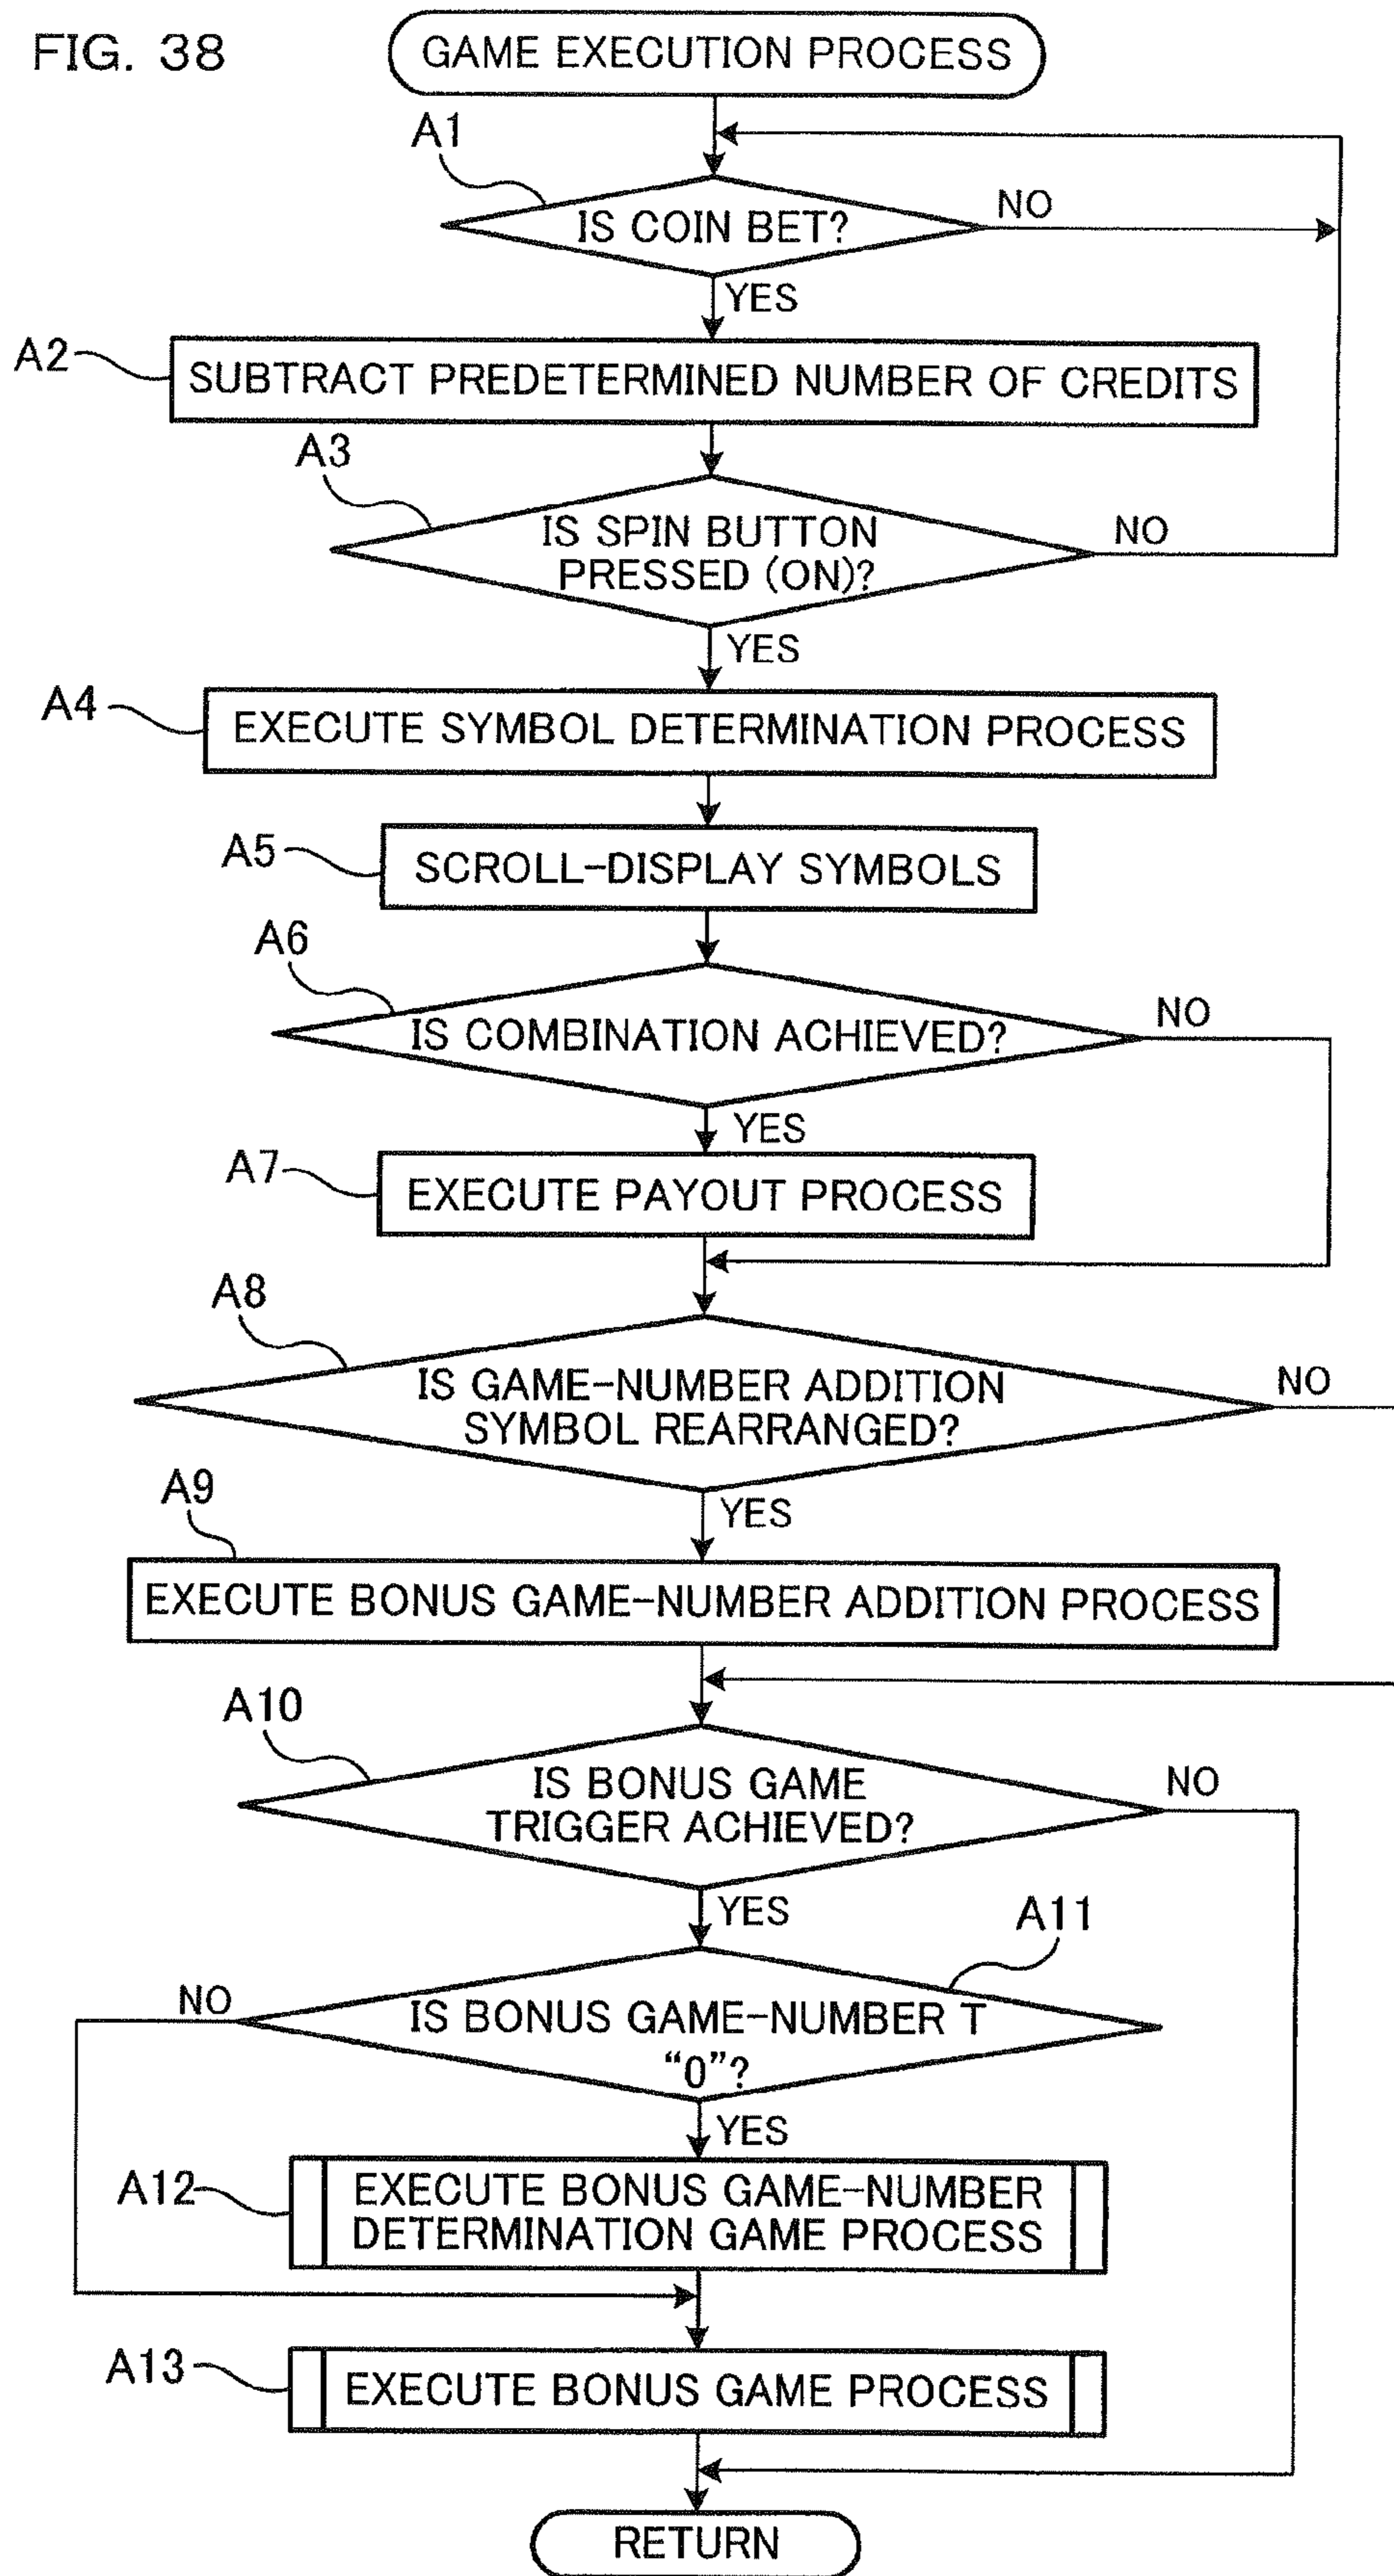 FIG. 38
GAME EXECUTION PROCESS
A1
IS COIN BET?
NO
YES
A2
SUBTRACT PREDETERMINED NUMBER OF CREDITS
A3
IS SPIN BUTTON
PRESSED (ON)?
NO
YES
A4
EXECUTE SYMBOL DETERMINATION PROCESS
A5
SCROLL-DISPLAY SYMBOLS
A6
IS COMBINATION ACHIEVED?
NO
YES
A7
EXECUTE PAYOUT PROCESS
A8
IS GAME-NUMBER ADDITION
SYMBOL REARRANGED?
NO
YES
A9
EXECUTE BONUS GAME-NUMBER ADDITION PROCESS
A10
IS BONUS GAME
TRIGGER ACHIEVED?
NO
YES
A11
NO
IS BONUS GAME-NUMBER T
“0”?
YES
A12
EXECUTE BONUS GAME-NUMBER
DETERMINATION GAME PROCESS
A13
EXECUTE BONUS GAME PROCESS
RETURN